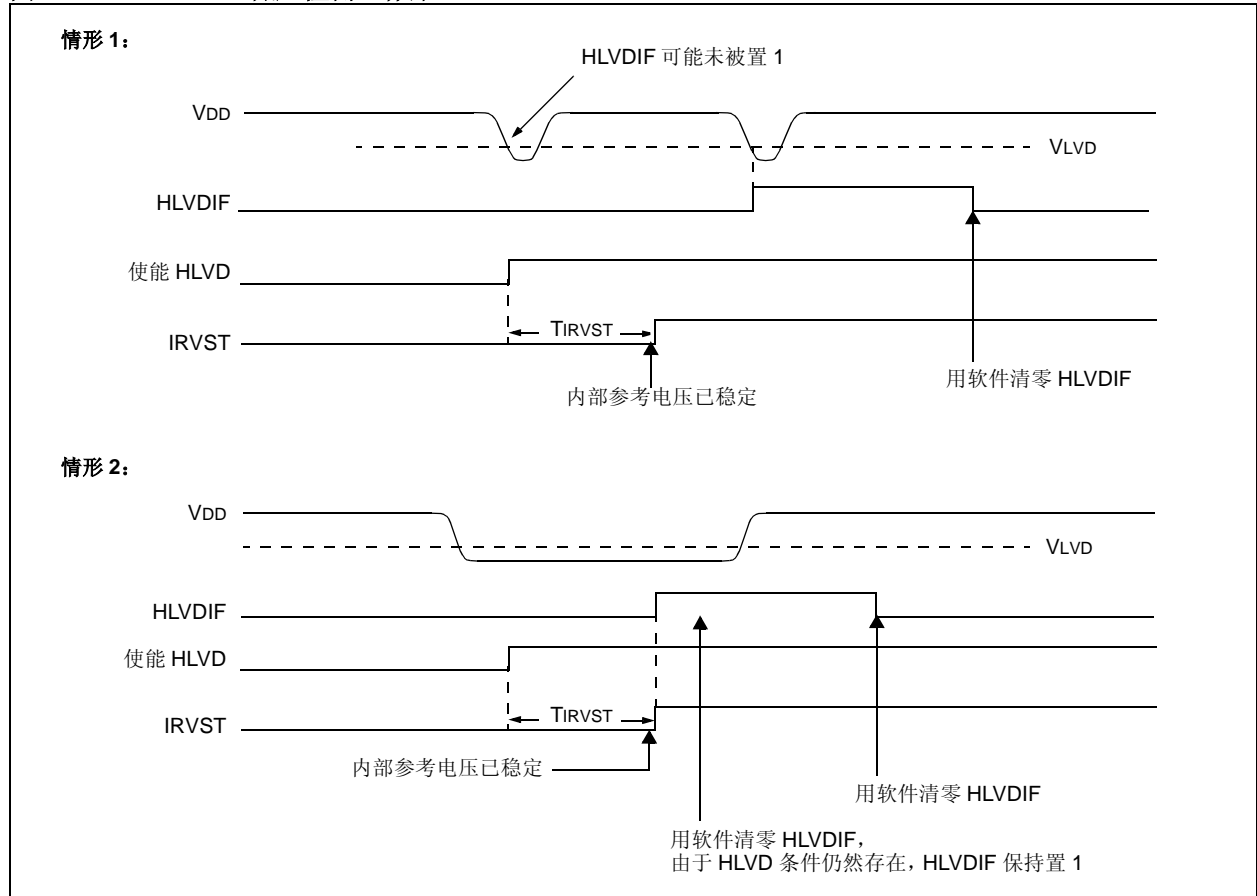 情形 1：
HLVDIF 可能未被置 1
VDD
VLVD
HLVDIF
使能 HLVD
TIRVST
IRVST
内部参考电压已稳定
用软件清零 HLVDIF
情形 2：
VDD
VLVD
HLVDIF
使能 HLVD
TIRVST
IRVST
内部参考电压已稳定
用软件清零 HLVDIF
用软件清零 HLVDIF，
由于 HLVD 条件仍然存在，HLVDIF 保持置 1